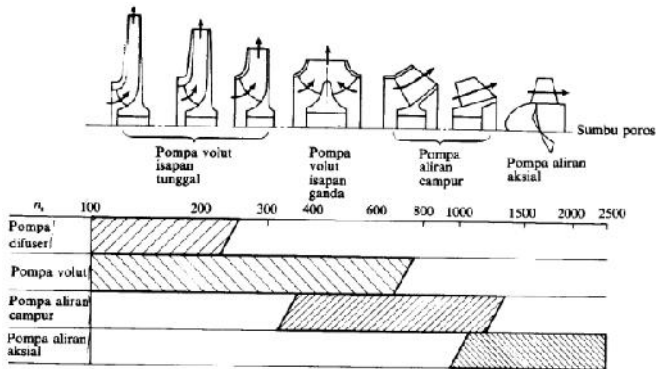 Sumbu poros
Pompa volut
isapan
tunggal
Pompa
volut
isapan
ganda
Pompa
aliran
campur
Pompa aliran
aksial
n_s 100 200 300 400 600 800 1000 1500 2000 2500
Pompa
difuser
Pompa volut
Pompa aliran
campur
Pompa aliran
aksial